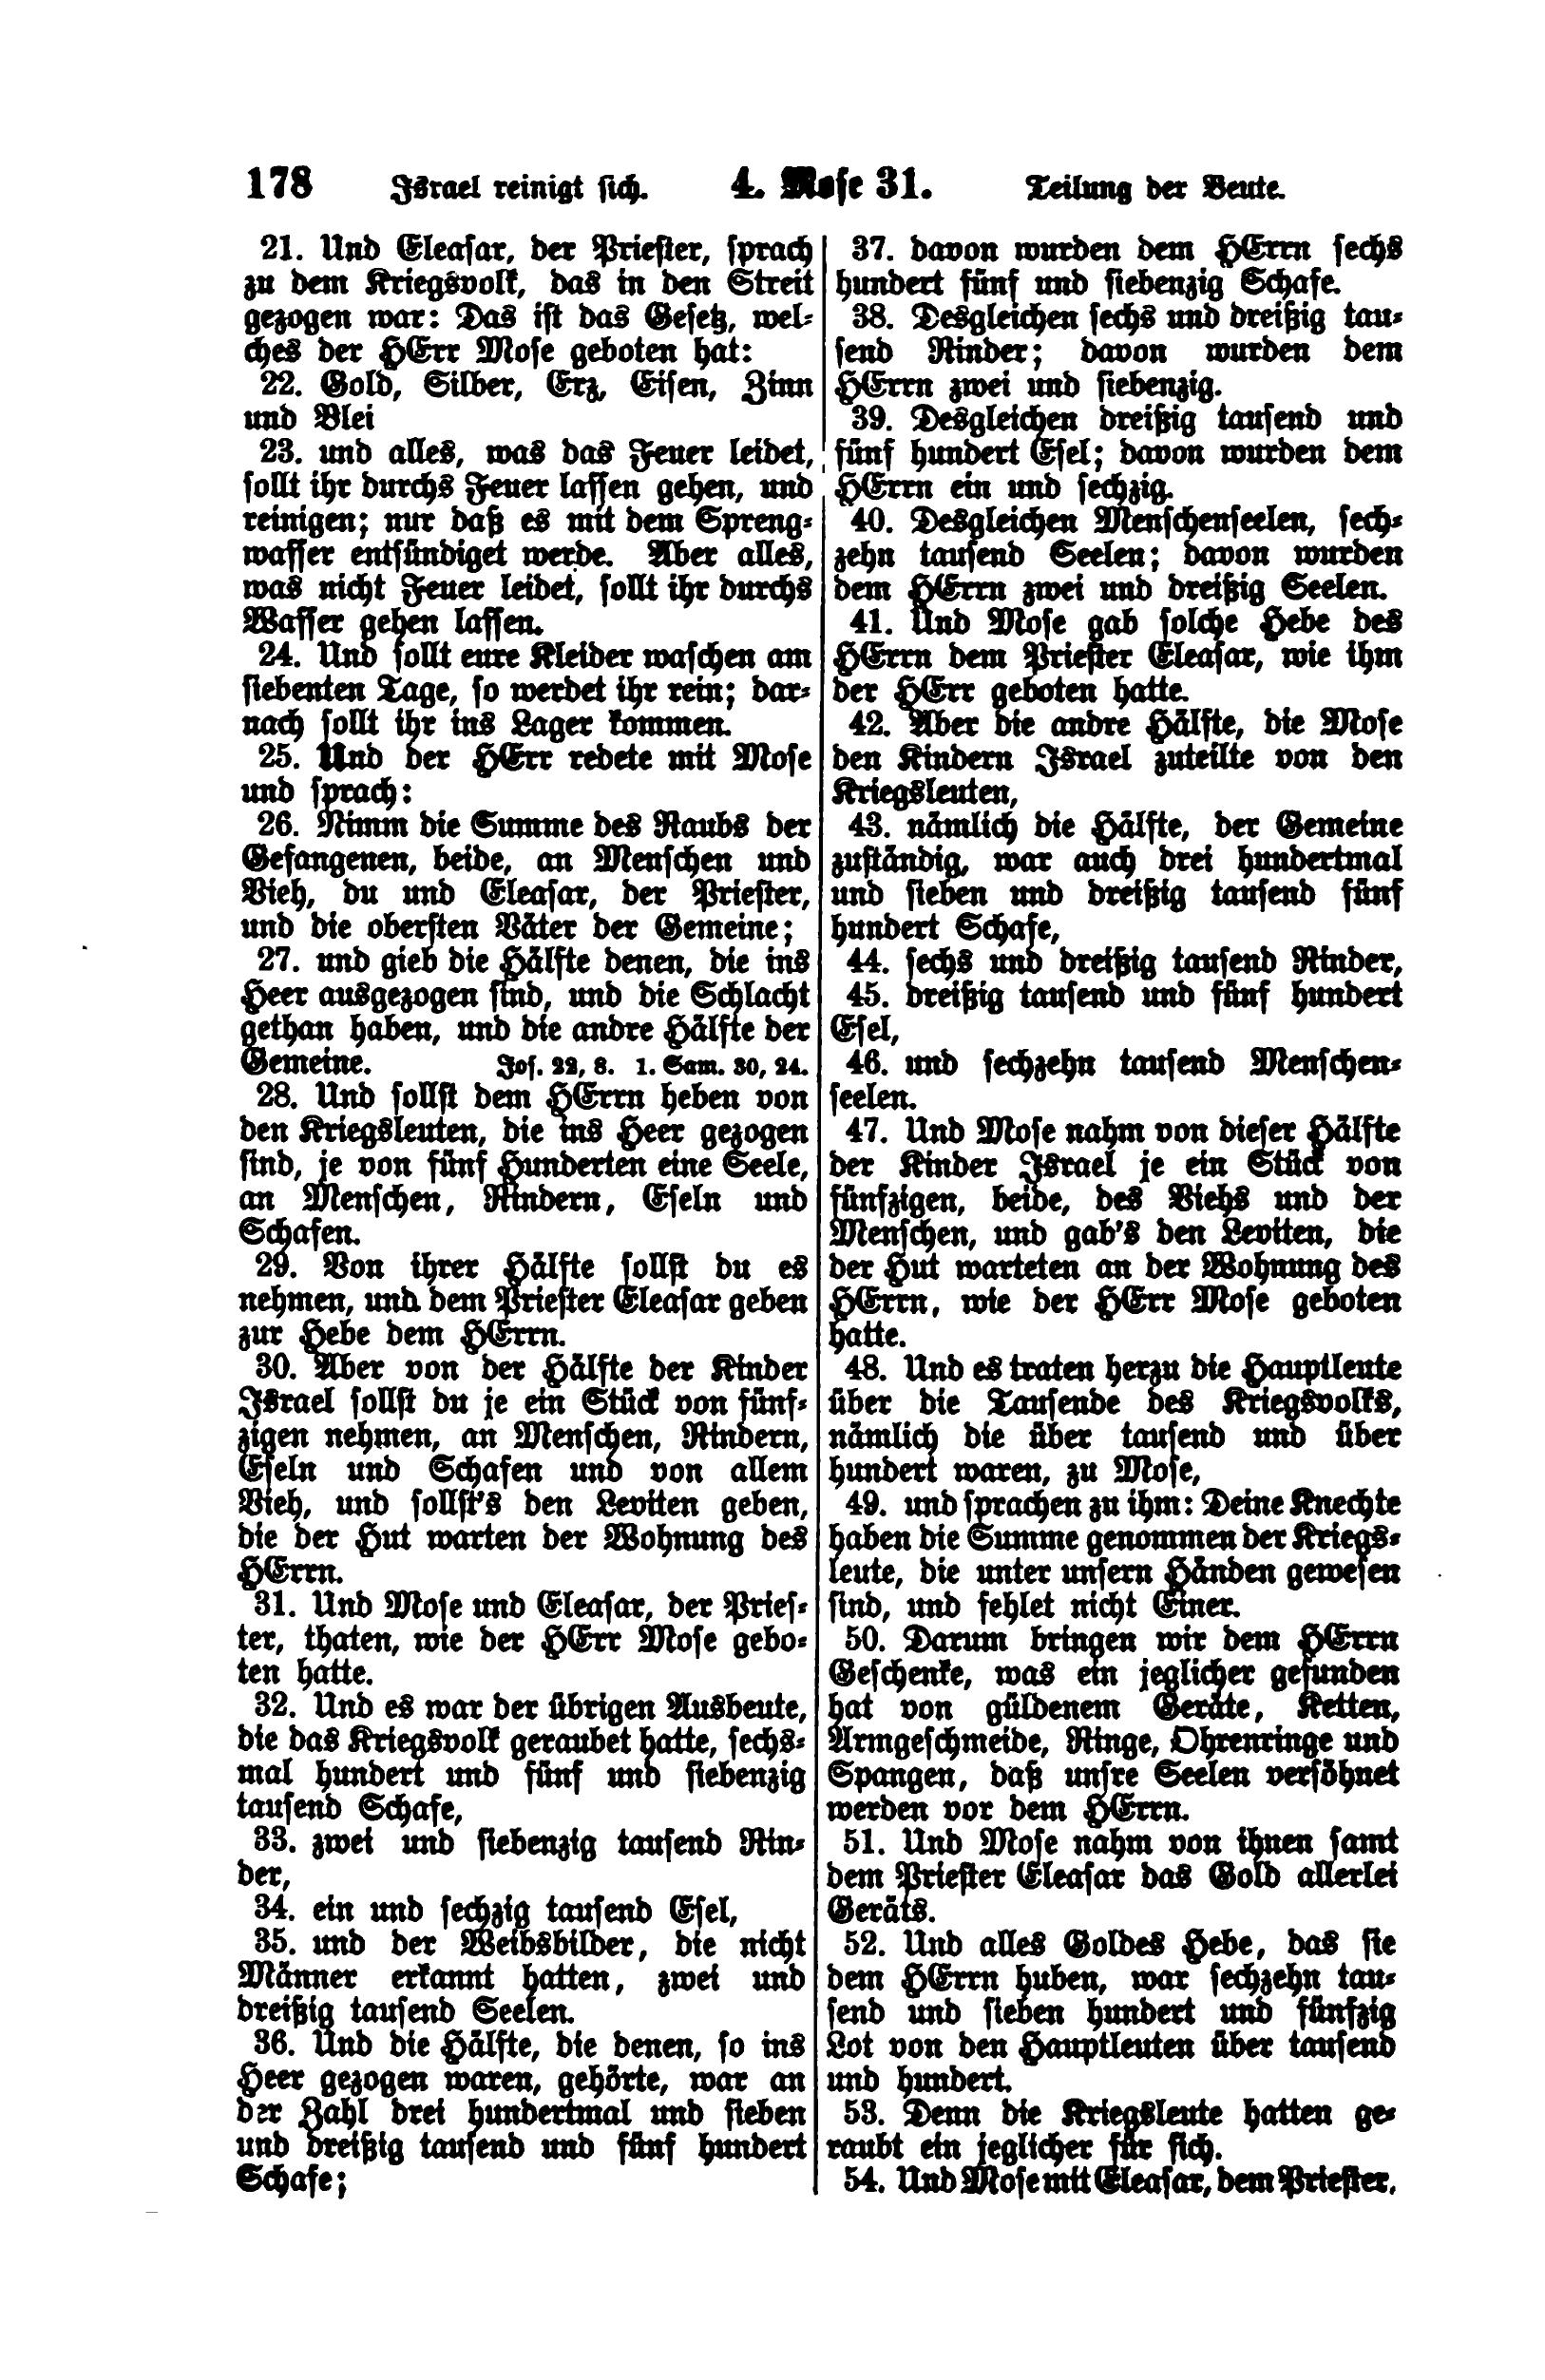 178 Israel reinigt sich. 4. Mose 31. Teilung der Beute.
21. Und Eleasar, der Priester, sprach
zu dem Kriegsvolk, das in den Streit
gezogen war: Das ist das Gesetz, wel-
ches der HErr Mose geboten hat:
22. Gold, Silber, Erz, Eisen, Zinn
und Blei
23. und alles, was das Feuer leidet,
sollt ihr durchs Feuer lassen gehen, und
reinigen; nur daß es mit dem Spreng-
wasser entsündiget werde. Aber alles,
was nicht Feuer leidet, sollt ihr durchs
Wasser gehen lassen.
24. Und sollt eure Kleider waschen am
siebenten Tage, so werdet ihr rein; dar-
nach sollt ihr ins Lager kommen.
25. Und der HErr redete mit Mose
und sprach:
26. Nimm die Summe des Raubs der
Gefangenen, beide, an Menschen und
Vieh, du und Eleasar, der Priester,
und die obersten Väter der Gemeine;
27. und gieb die Hälfte denen, die ins
Heer ausgezogen sind, und die Schlacht
gethan haben, und die andre Hälfte der
Gemeine. Jos. 22, 8. 1. Sam. 30, 24.
28. Und sollst dem HErrn heben von
den Kriegsleuten, die ins Heer gezogen
sind, je von fünf Hunderten eine Seele,
an Menschen, Rindern, Eseln und
Schafen.
29. Von ihrer Hälfte sollst du es
nehmen, und dem Priester Eleasar geben
zur Hebe dem HErrn.
30. Aber von der Hälfte der Kinder
Israel sollst du je ein Stück von fünf-
zigen nehmen, an Menschen, Rindern,
Eseln und Schafen und von allem
Vieh, und sollst's den Leviten geben,
die der Hut warten der Wohnung des
HErrn.
31. Und Mose und Eleasar, der Pries-
ter, thaten, wie der HErr Mose gebo-
ten hatte.
32. Und es war der übrigen Ausbeute,
die das Kriegsvolk geraubet hatte, sechs-
mal hundert und fünf und siebenzig
tausend Schafe,
33. zwei und siebenzig tausend Rin-
der,
34. ein und sechzig tausend Esel,
35. und der Weibsbilder, die nicht
Männer erkannt hatten, zwei und
dreißig tausend Seelen.
36. Und die Hälfte, die denen, so ins
Heer gezogen waren, gehörte, war an
der Zahl drei hundertmal und sieben
und dreißig tausend und fünf hundert
Schafe;
37. davon wurden dem HErrn sechs
hundert fünf und siebenzig Schafe.
38. Desgleichen sechs und dreißig tau-
send Rinder; davon wurden dem
HErrn zwei und siebenzig.
39. Desgleichen dreißig tausend und
fünf hundert Esel; davon wurden dem
HErrn ein und sechzig.
40. Desgleichen Menschenseelen, sech-
zehn tausend Seelen; davon wurden
dem HErrn zwei und dreißig Seelen.
41. Und Mose gab solche Hebe des
HErrn dem Priester Eleasar, wie ihm
der HErr geboten hatte.
42. Aber die andre Hälfte, die Mose
den Kindern Israel zuteilte von den
Kriegsleuten,
43. nämlich die Hälfte, der Gemeine
zuständig, war auch drei hundertmal
und sieben und dreißig tausend fünf
hundert Schafe,
44. sechs und dreißig tausend Rinder,
45. dreißig tausend und fünf hundert
Esel,
46. und sechzehn tausend Menschen-
seelen.
47. Und Mose nahm von dieser Hälfte
der Kinder Israel je ein Stück von
fünfzigen, beide, des Viehs und der
Menschen, und gab's den Leviten, die
der Hut warteten an der Wohnung des
HErrn, wie der HErr Mose geboten
hatte.
48. Und es traten herzu die Hauptleute
über die Tausende des Kriegsvolks,
nämlich die über tausend und über
hundert waren, zu Mose,
49. und sprachen zu ihm: Deine Knechte
haben die Summe genommen der Kriegs-
leute, die unter unsern Händen gewesen
sind, und fehlet nicht Einer.
50. Darum bringen wir dem HErrn
Geschenke, was ein jeglicher gefunden
hat von güldenem Geräte, Ketten,
Armgeschmeide, Ringe, Ohrenringe und
Spangen, daß unsre Seelen versöhnet
werden vor dem HErrn.
51. Und Mose nahm von ihnen samt
dem Priester Eleasar das Gold allerlei
Geräts.
52. Und alles Goldes Hebe, das sie
dem HErrn huben, war sechzehn tau-
send und sieben hundert und fünfzig
Lot von den Hauptleuten über tausend
und hundert.
53. Denn die Kriegsleute hatten ge-
raubt ein jeglicher für sich.
54. Und Mose mit Eleasar, dem Priester,